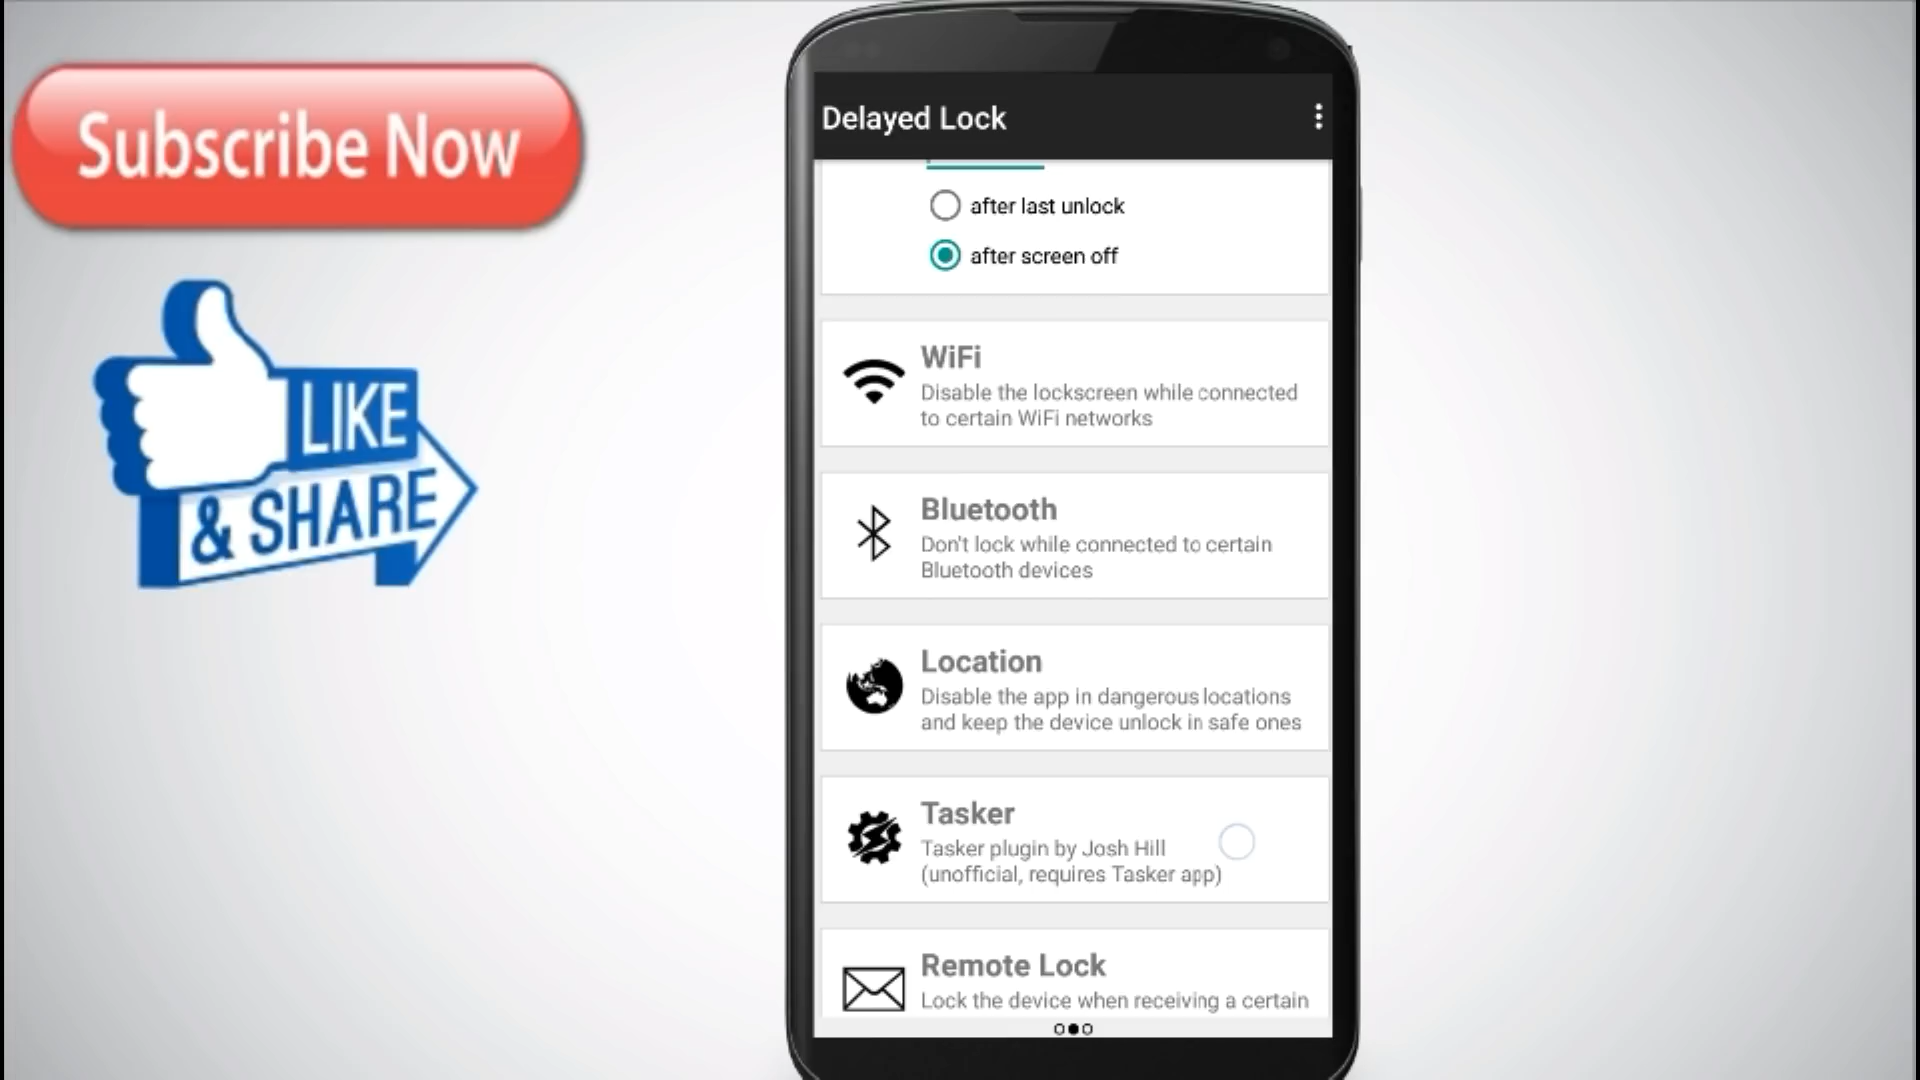 Subscribe Now
LIKE
& SHARE
Delayed Lock
after last unlock
after screen off
WiFi
Disable the lockscreen while connected
to certain WiFi networks
Bluetooth
Don't lock while connected to certain
Bluetooth devices
Location
Disable the app in dangerous locations
and keep the device unlock in safe ones
Tasker
Tasker plugin by Josh Hill
(unofficial, requires Tasker app)
Remote Lock
Lock the device when receiving a certain